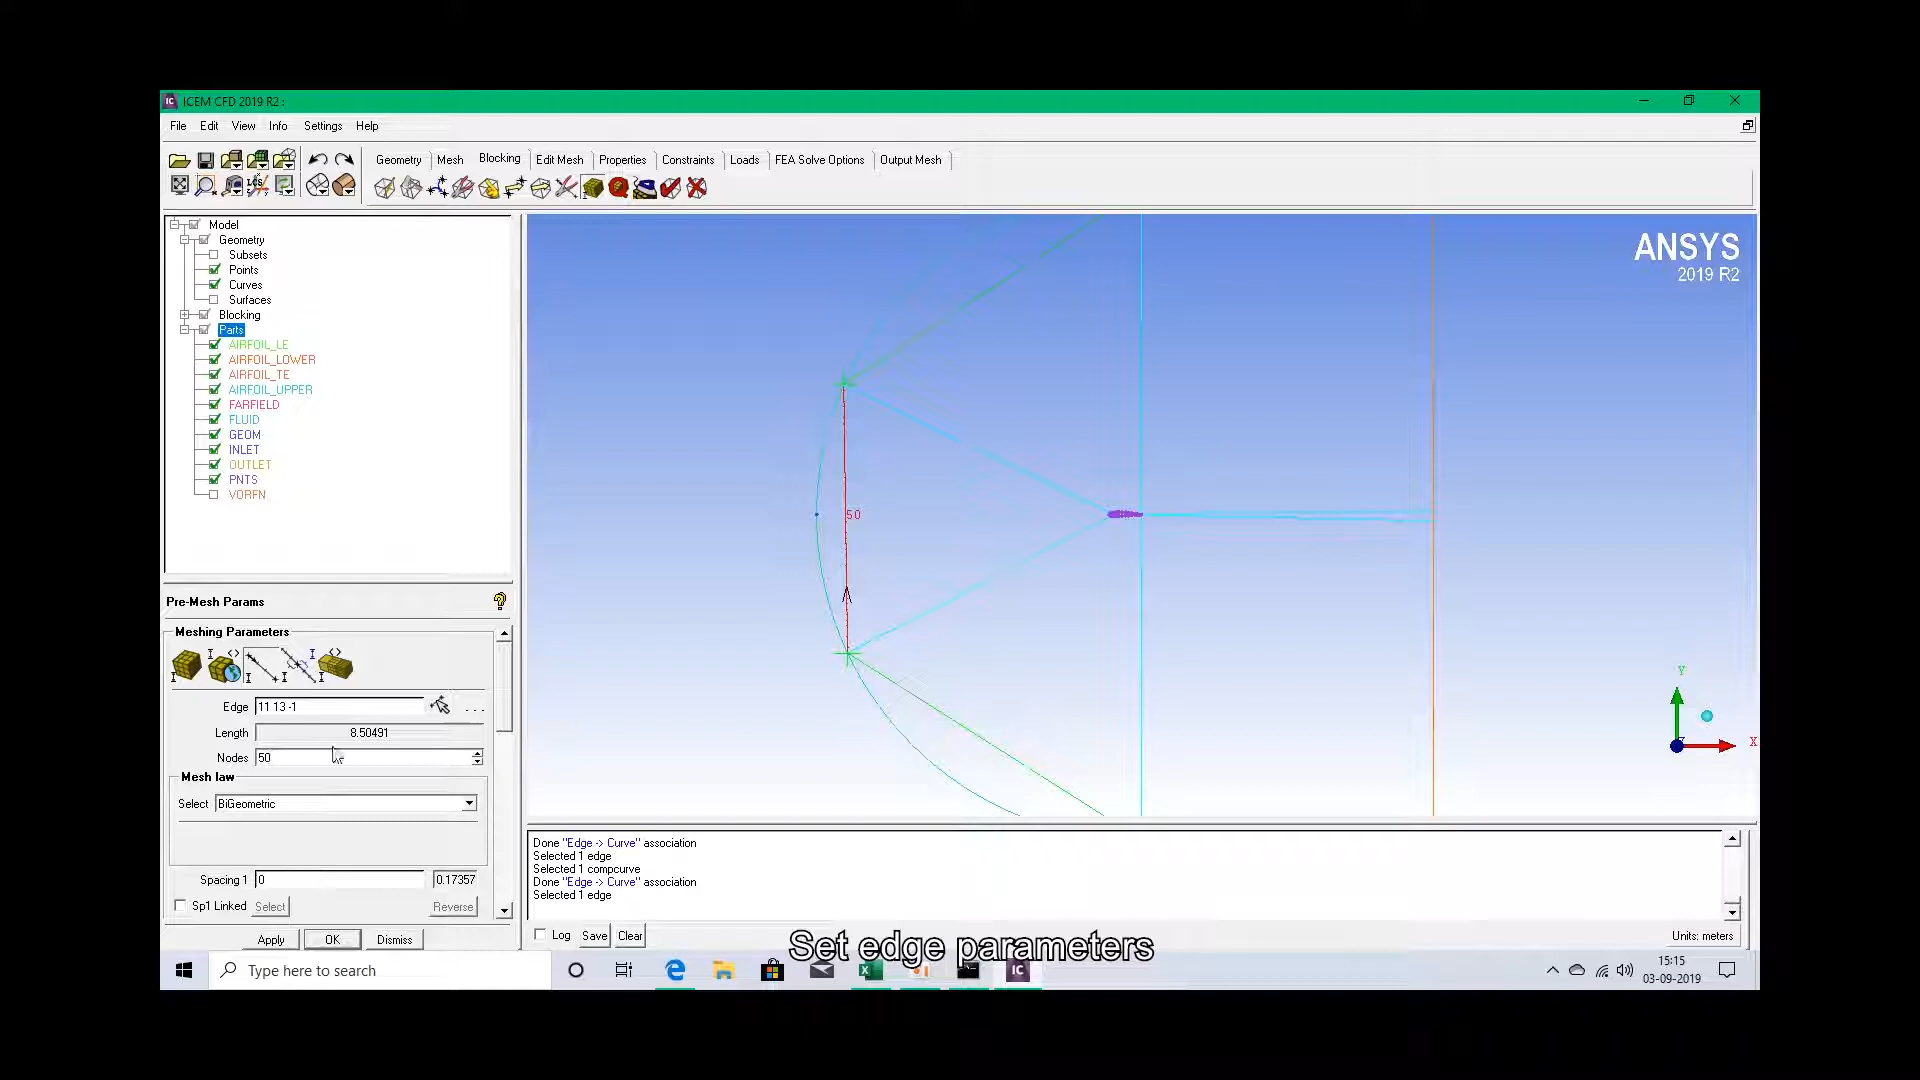 IC ICEM CFD 2019 R2 :
File Edit View Info Settings Help
Geometry Mesh Blocking Edit Mesh Properties Constraints Loads FEA Solve Options Output Mesh
LCS
Model
Geometry
Subsets
Points
Curves
Surfaces
Blocking
Parts
AIRFOIL_LE
AIRFOIL_LOWER
AIRFOIL_TE
AIRFOIL_UPPER
FARFIELD
FLUID
GEOM
INLET
OUTLET
PNTS
VORFN
ANSYS
2019 R2
50
Y
X
Pre-Mesh Params
Meshing Parameters
Edge 11 13 -1 ...
Length 8.50491
Nodes 50
Mesh law
Select BiGeometric
Spacing 1 0 0.17357
Sp1 Linked Select Reverse
Apply OK Dismiss
Done "Edge -> Curve" association
Selected 1 edge
Selected 1 compcurve
Done "Edge -> Curve" association
Selected 1 edge
Log Save Clear
Units: meters
Set edge parameters
Type here to search
IC
15:15
03-09-2019